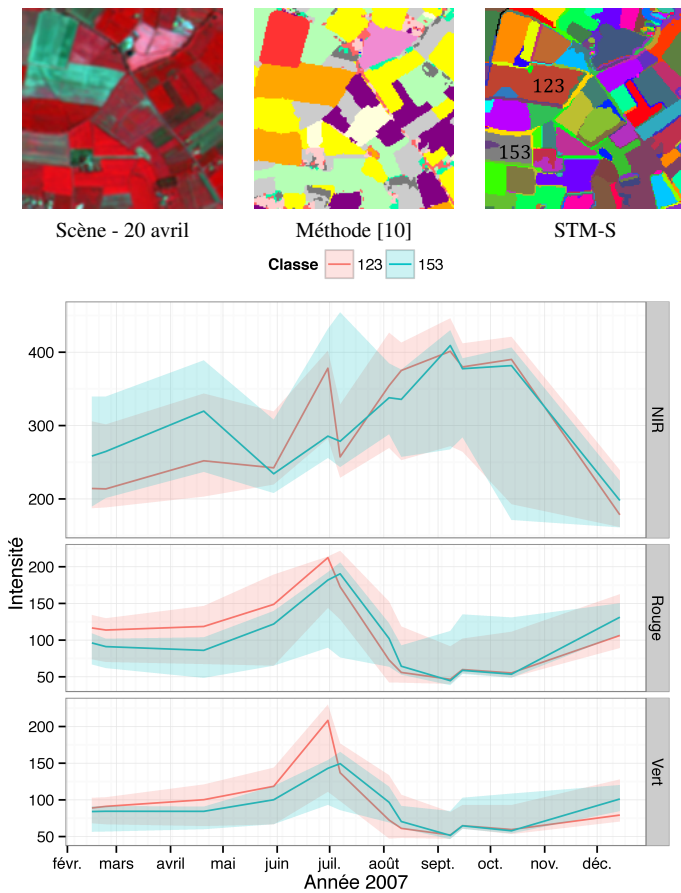 123
153
Scène - 20 avril
Méthode [10]
STM-S
Classe 123 153
400
300
200
NIR
Intensité
200
150
100
50
Rouge
200
150
100
50
Vert
févr. mars avril mai juin juil. août sept. oct. nov. déc.
Année 2007